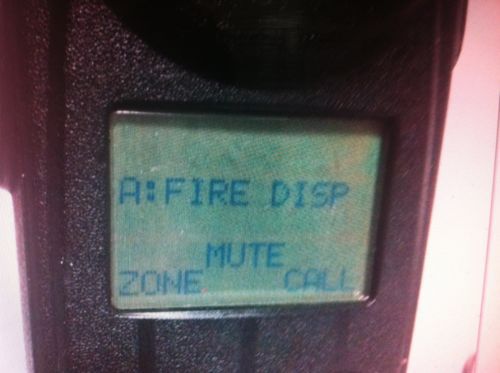 A:FIRE DISP
MUTE
ZONE CALL